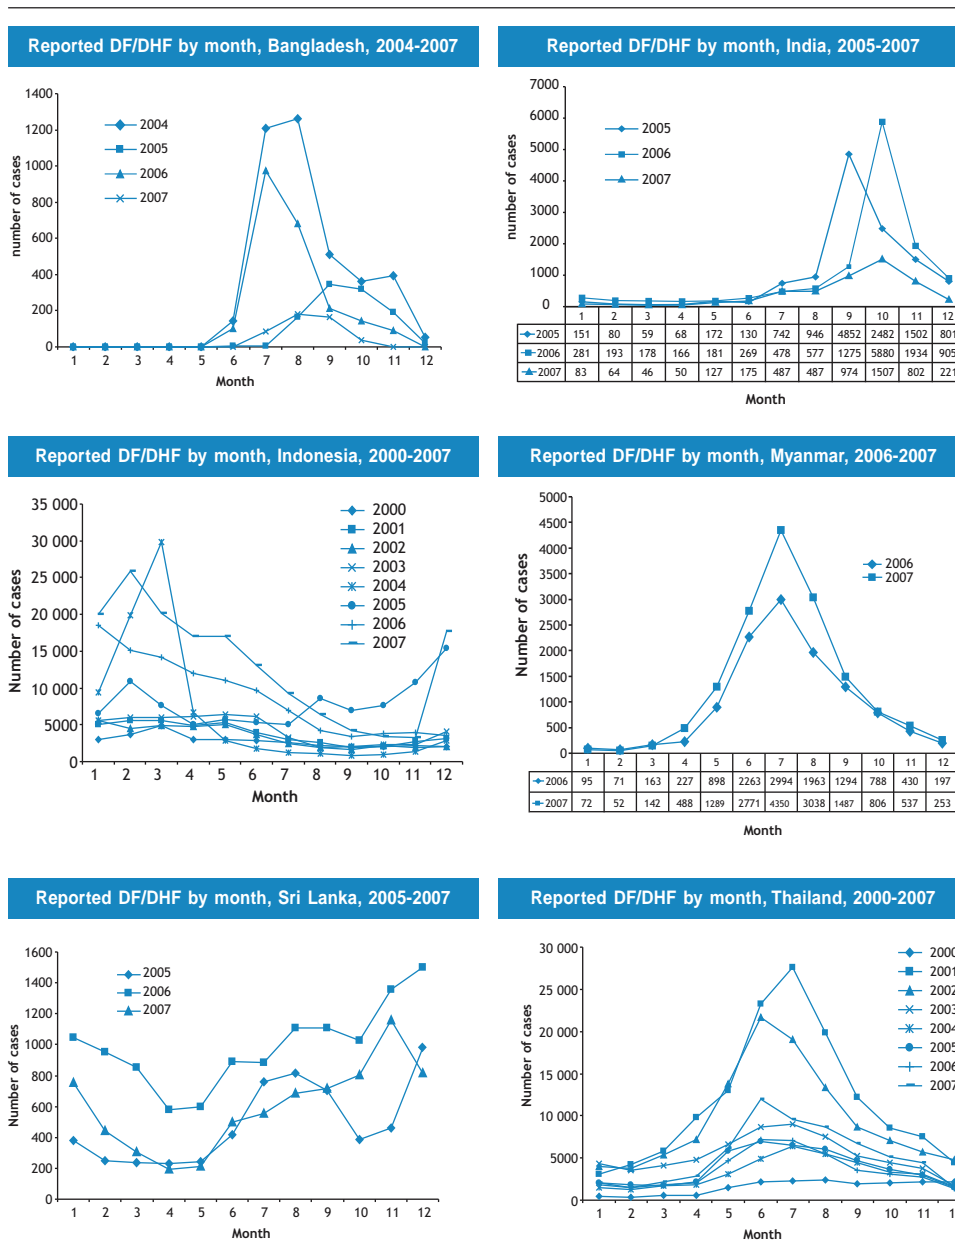 Reported DF/DHF by month, Bangladesh, 2004-2007
1400
1200
1000
800
600
400
200
0
number of cases
2004
2005
2006
2007
1 2 3 4 5 6 7 8 9 10 11 12
Month
Reported DF/DHF by month, India, 2005-2007
7000
6000
5000
4000
3000
2000
1000
0
number of cases
2005
2006
2007
1 2 3 4 5 6 7 8 9 10 11 12
2005 151 80 59 68 172 130 742 946 4852 2482 1502 801
2006 281 193 178 166 181 269 478 577 1275 5880 1934 905
2007 83 64 46 50 127 175 487 487 974 1507 802 221
Month
Reported DF/DHF by month, Indonesia, 2000-2007
35 000
30 000
25 000
20 000
15 000
10 000
5000
0
Number of cases
2000
2001
2002
2003
2004
2005
2006
2007
1 2 3 4 5 6 7 8 9 10 11 12
Month
Reported DF/DHF by month, Myanmar, 2006-2007
5000
4500
4000
3500
3000
2500
2000
1500
1000
500
0
Number of cases
2006
2007
1 2 3 4 5 6 7 8 9 10 11 12
2006 95 71 163 227 898 2263 2994 1963 1294 788 430 197
2007 72 52 142 488 1289 2771 4350 3038 1487 806 537 253
Month
Reported DF/DHF by month, Sri Lanka, 2005-2007
1600
1400
1200
1000
800
600
400
200
0
Number of cases
2005
2006
2007
1 2 3 4 5 6 7 8 9 10 11 12
Month
Reported DF/DHF by month, Thailand, 2000-2007
30 000
25 000
20 000
15 000
10 000
5000
0
Number of cases
2000
2001
2002
2003
2004
2005
2006
2007
1 2 3 4 5 6 7 8 9 10 11 1
Month